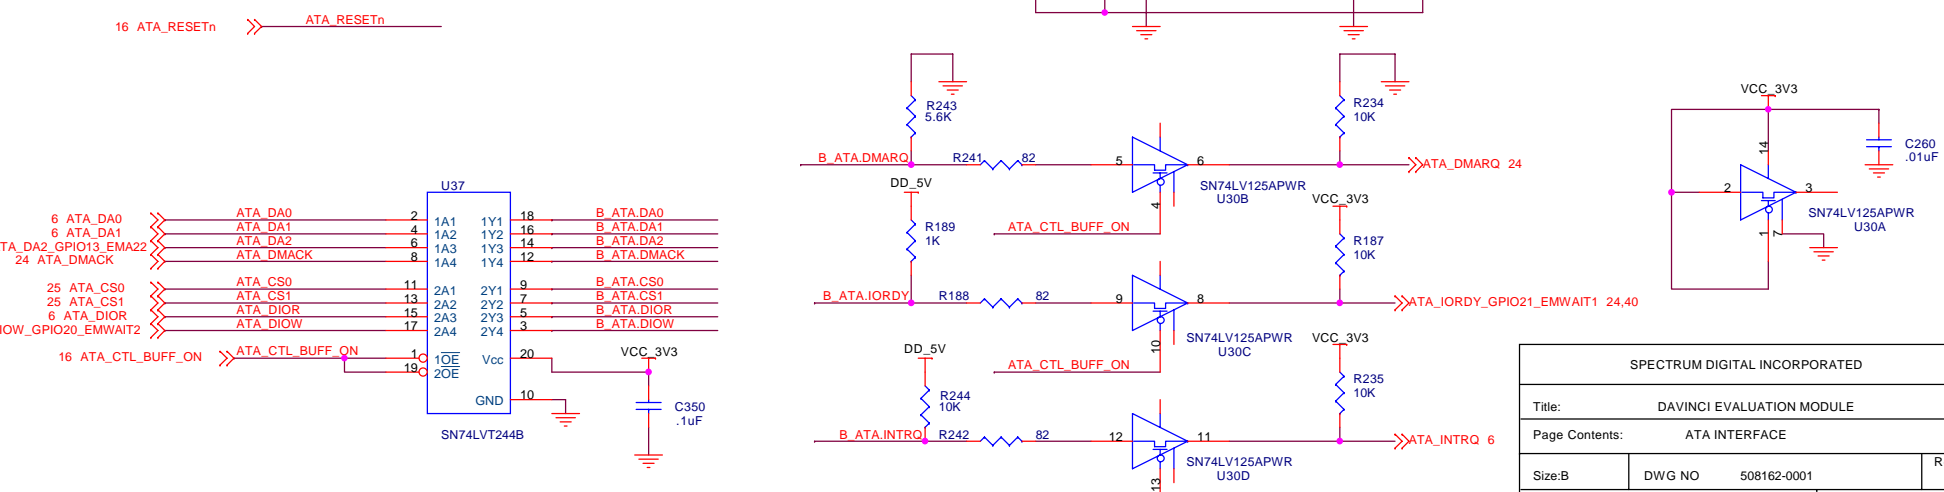 16 ATA_RESETn
ATA_RESETn
U37
6 ATA_DA0 ATA_DA0 2 1A1 1Y1 18 B_ATA.DA0
6 ATA_DA1 ATA_DA1 4 1A2 1Y2 16 B_ATA.DA1
TA_DA2_GPIO13_EMA22 ATA_DA2 6 1A3 1Y3 14 B_ATA.DA2
24 ATA_DMACK ATA_DMACK 8 1A4 1Y4 12 B_ATA.DMACK
25 ATA_CS0 ATA_CS0 11 2A1 2Y1 9 B_ATA.CS0
25 ATA_CS1 ATA_CS1 13 2A2 2Y2 7 B_ATA.CS1
6 ATA_DIOR ATA_DIOR 15 2A3 2Y3 5 B_ATA.DIOR
IOW_GPIO20_EMWAIT2 ATA_DIOW 17 2A4 2Y4 3 B_ATA.DIOW
16 ATA_CTL_BUFF_ON ATA_CTL_BUFF_ON 1 1OE Vcc 20 VCC_3V3
19 2OE
GND 10
C350
.1uF
SN74LVT244B
R243
5.6K
R234
10K
B_ATA.DMARQ R241 82 5 6 ATA_DMARQ 24
4
SN74LV125APWR
U30B
DD_5V
VCC_3V3
ATA_CTL_BUFF_ON
R189
1K
R187
10K
B_ATA.IORDY R188 82 9 8 ATA_IORDY_GPIO21_EMWAIT1 24,40
10
SN74LV125APWR
U30C
DD_5V
VCC_3V3
ATA_CTL_BUFF_ON
R244
10K
R235
10K
B_ATA.INTRQ R242 82 12 11 ATA_INTRQ 6
13
SN74LV125APWR
U30D
VCC_3V3
14
C260
.01uF
2 3
1 7
SN74LV125APWR
U30A
SPECTRUM DIGITAL INCORPORATED
Title: DAVINCI EVALUATION MODULE
Page Contents: ATA INTERFACE
Size:B DWG NO 508162-0001 R